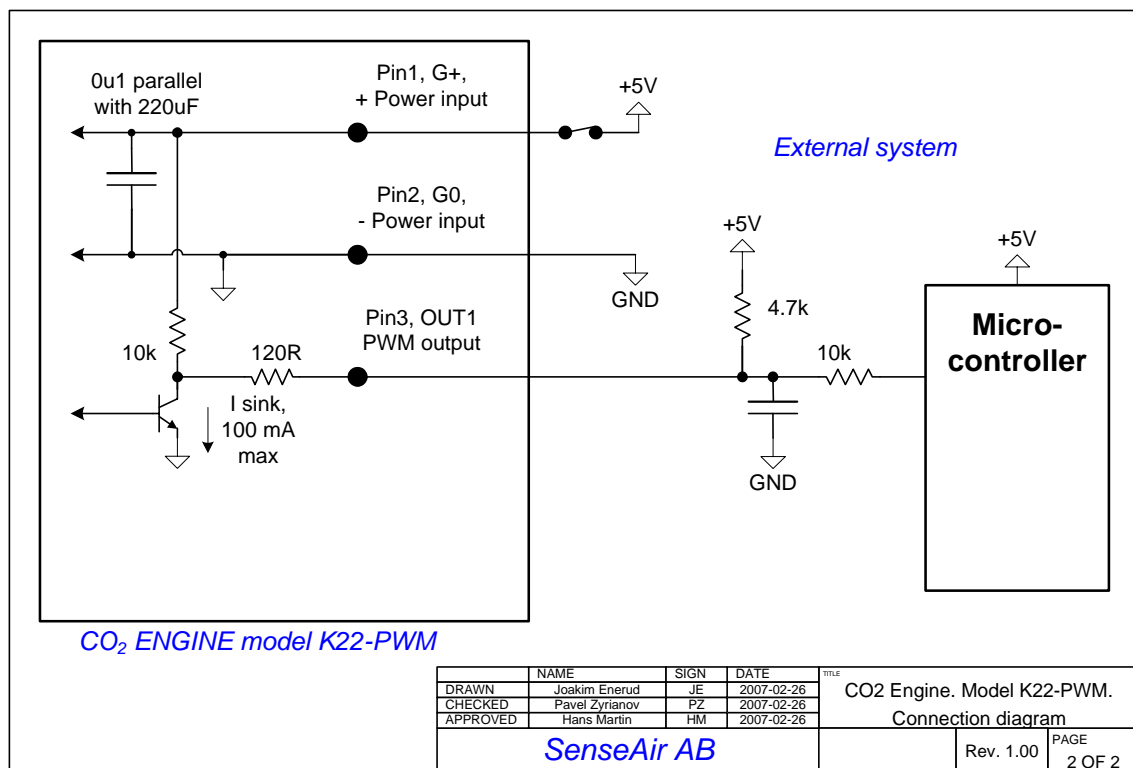 0u1 parallel
with 220uF
Pin1, G+,
+ Power input
+5V
External system
Pin2, G0,
- Power input
GND
+5V
4.7k
+5V
Micro-
controller
Pin3, OUT1
PWM output
10k
120R
10k
I sink,
100 mA
max
GND
CO2 ENGINE model K22-PWM
NAME SIGN DATE
DRAWN Joakim Enerud JE 2007-02-26
CHECKED Pavel Zyrianov PZ 2007-02-26
APPROVED Hans Martin HM 2007-02-26
TITLE
CO2 Engine. Model K22-PWM.
Connection diagram
SenseAir AB
Rev. 1.00
PAGE
2 OF 2